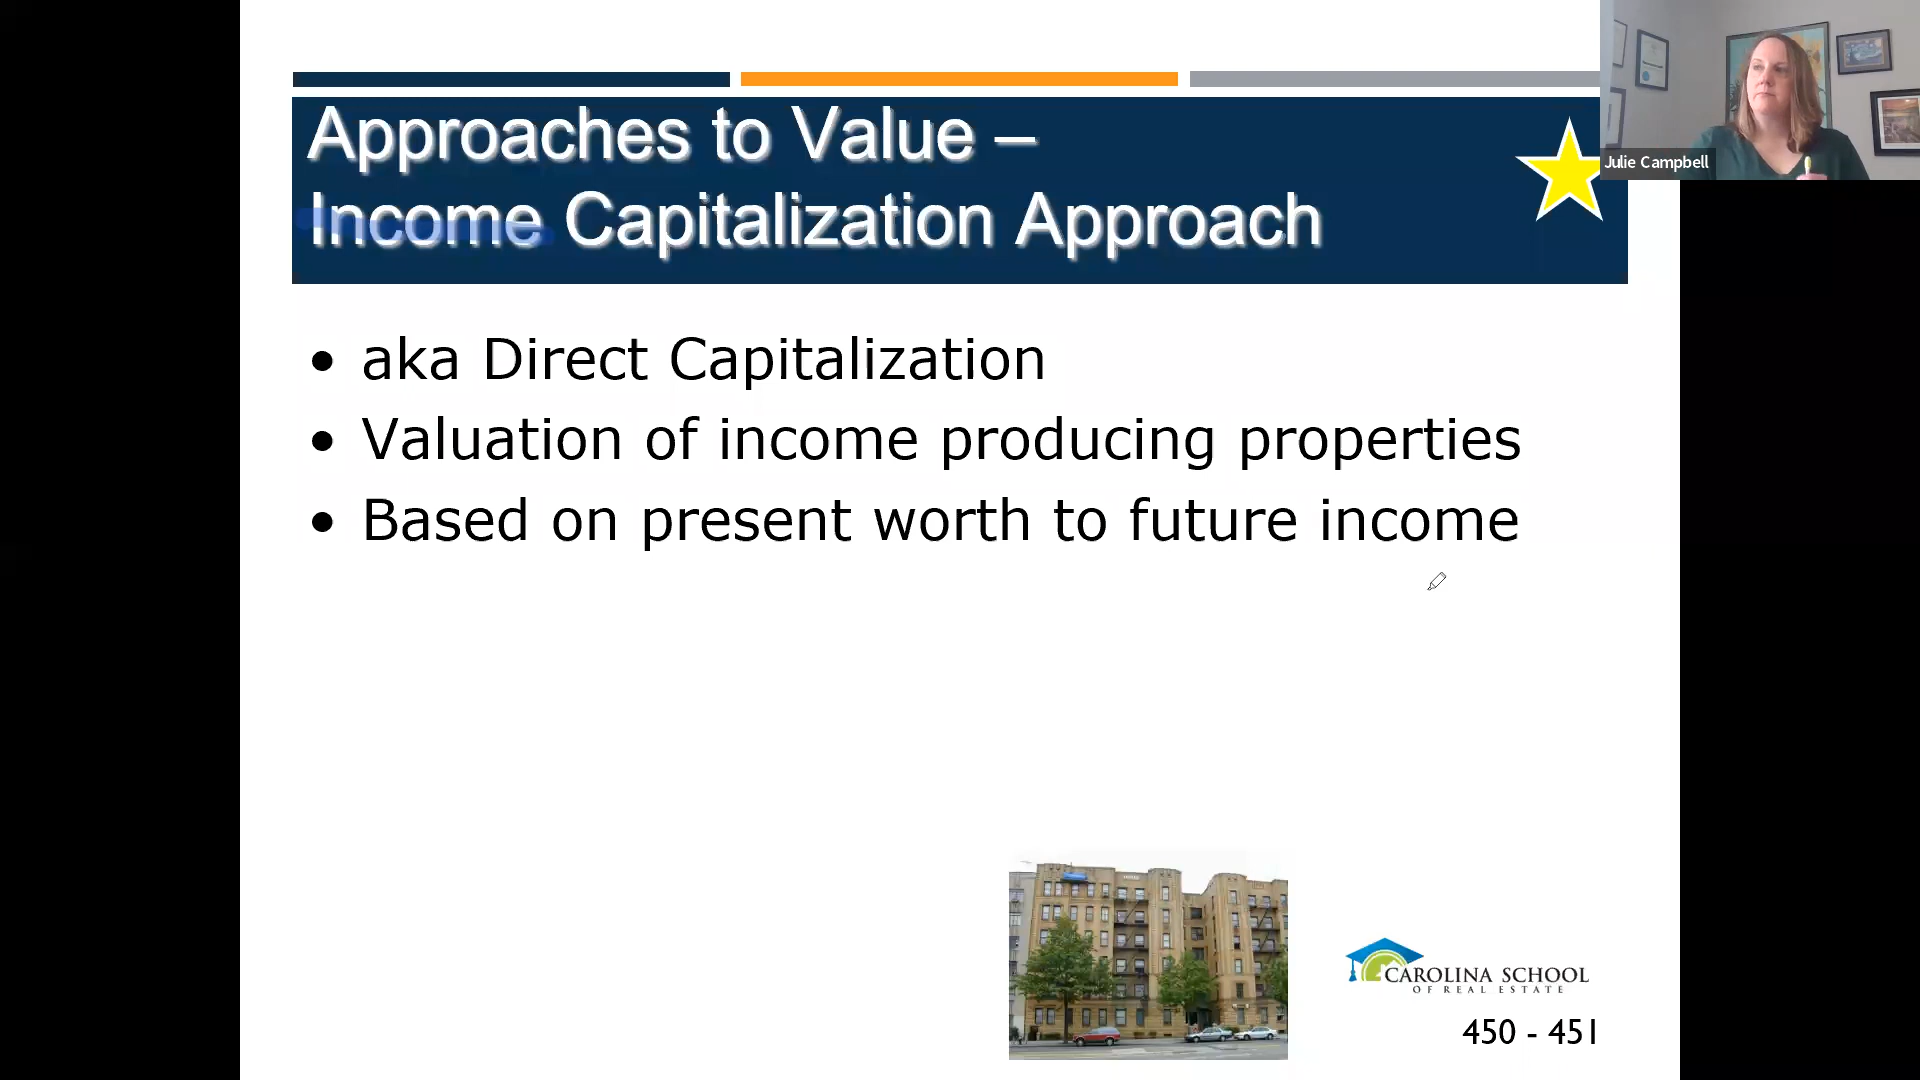 Approaches to Value –
Income Capitalization Approach
Julie Campbell
• aka Direct Capitalization
• Valuation of income producing properties
• Based on present worth to future income
CAROLINA SCHOOL
OF REAL ESTATE
450 - 451